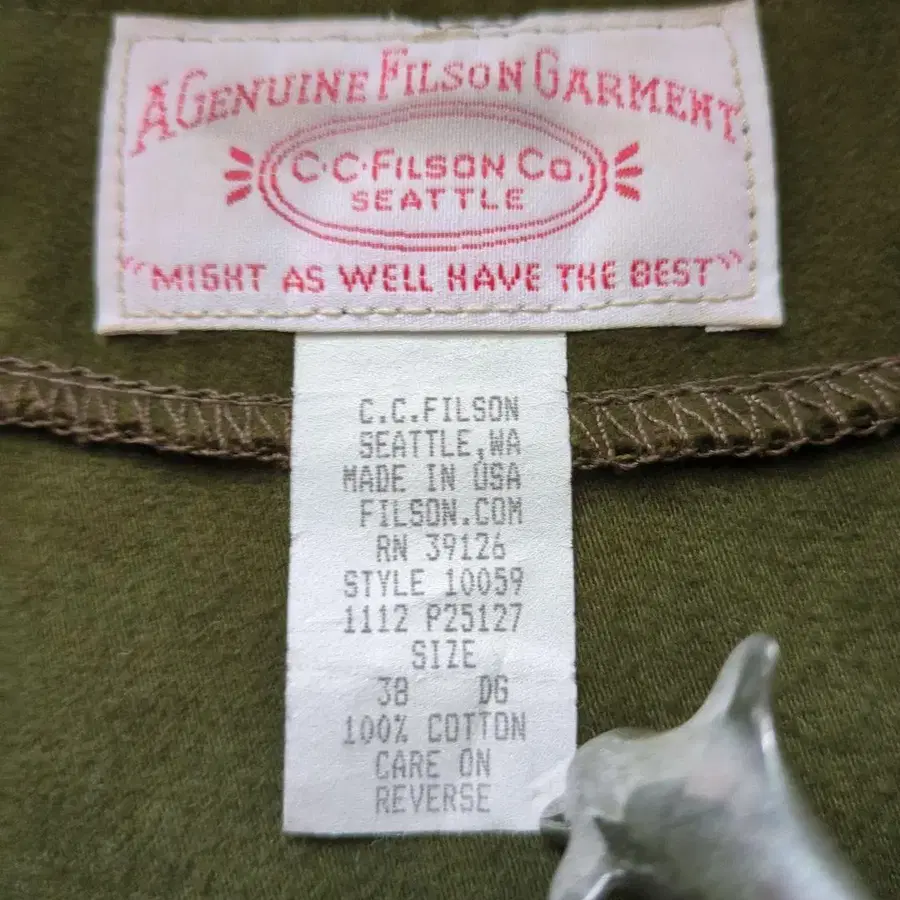 A GENUINE FILSON GARMENT
C·C·FILSON CO.
SEATTLE
"MIGHT AS WELL HAVE THE BEST"
C.C.FILSON
SEATTLE,WA
MADE IN USA
FILSON.COM
RN 39126
STYLE 10059
1112 P25127
SIZE
38 DG
100% COTTON
CARE ON
REVERSE